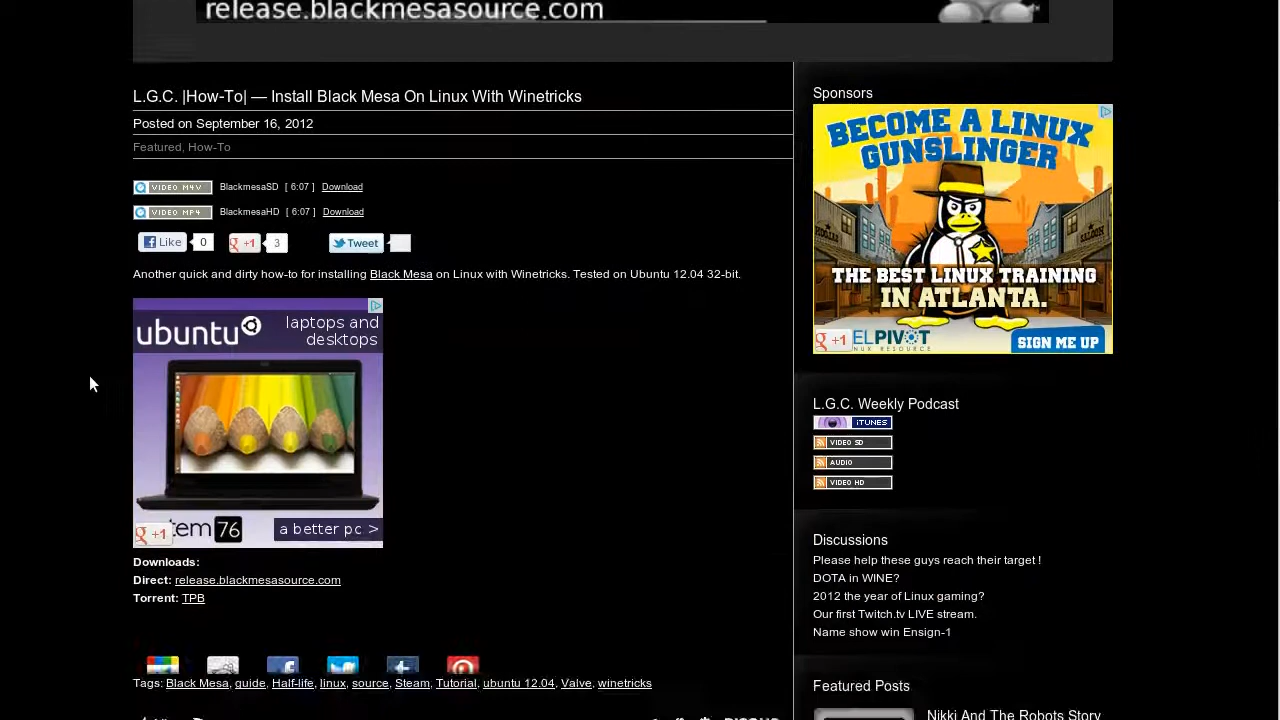 release.blackmesasource.com
L.G.C. |How-To| — Install Black Mesa On Linux With Winetricks
Posted on September 16, 2012
Featured, How-To
VIDEO M4V BlackmesaSD [ 6:07 ] Download
VIDEO MP4 BlackmesaHD [ 6:07 ] Download
Like 0 +1 3 Tweet
Another quick and dirty how-to for installing Black Mesa on Linux with Winetricks. Tested on Ubuntu 12.04 32-bit.
ubuntu laptops and
desktops
g +1 tem76 a better pc >
Downloads:
Direct: release.blackmesasource.com
Torrent: TPB
Tags: Black Mesa, guide, Half-life, linux, source, Steam, Tutorial, ubuntu 12.04, Valve, winetricks
Sponsors
BECOME A LINUX
GUNSLINGER
THE BEST LINUX TRAINING
IN ATLANTA.
g +1 ELPIVOT
SIGN ME UP
L.G.C. Weekly Podcast
iTUNES
VIDEO SD
AUDIO
VIDEO HD
Discussions
Please help these guys reach their target !
DOTA in WINE?
2012 the year of Linux gaming?
Our first Twitch.tv LIVE stream.
Name show win Ensign-1
Featured Posts
Nikki And The Robots Story